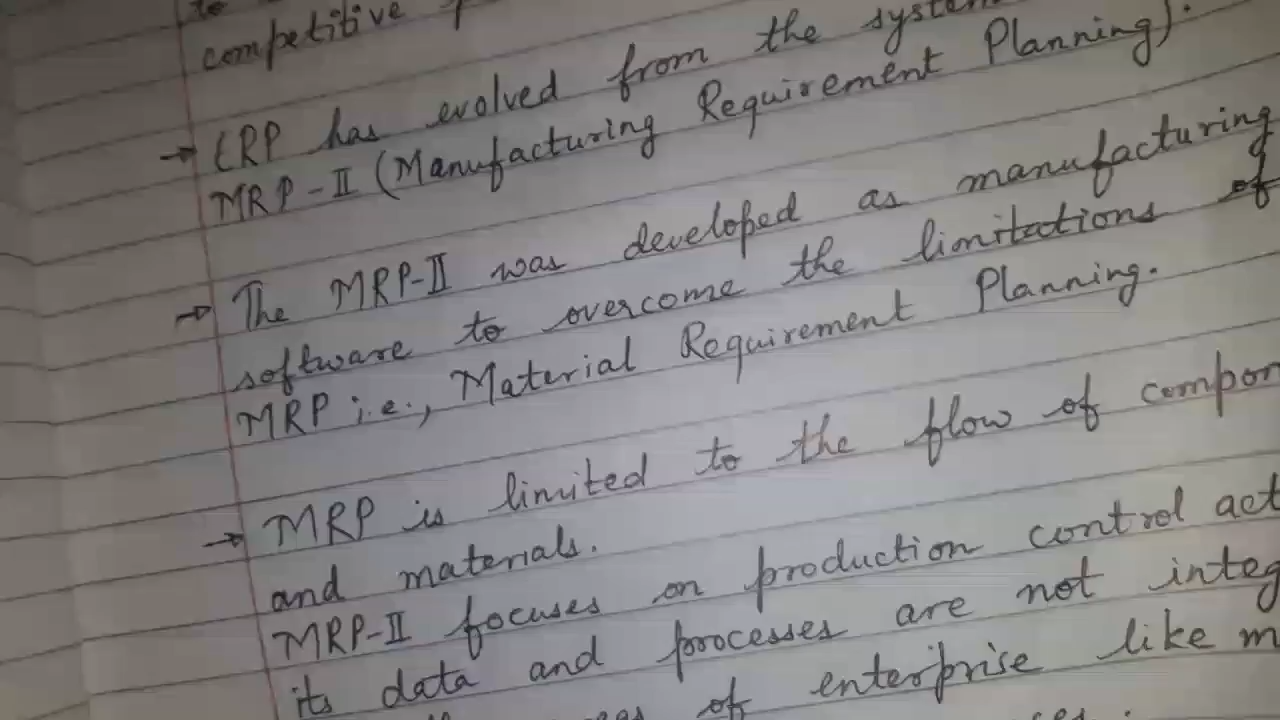 to
competitive
→ ERP has evolved from the system
MRP-II (Manufacturing Requirement Planning).
→ The MRP-II was developed as manufacturing
software to overcome the limitations of
MRP i.e., Material Requirement Planning.
→ MRP is limited to the flow of compon
and materials.
MRP-II focuses on production control act
its data and processes are not integ
of enterprise like m